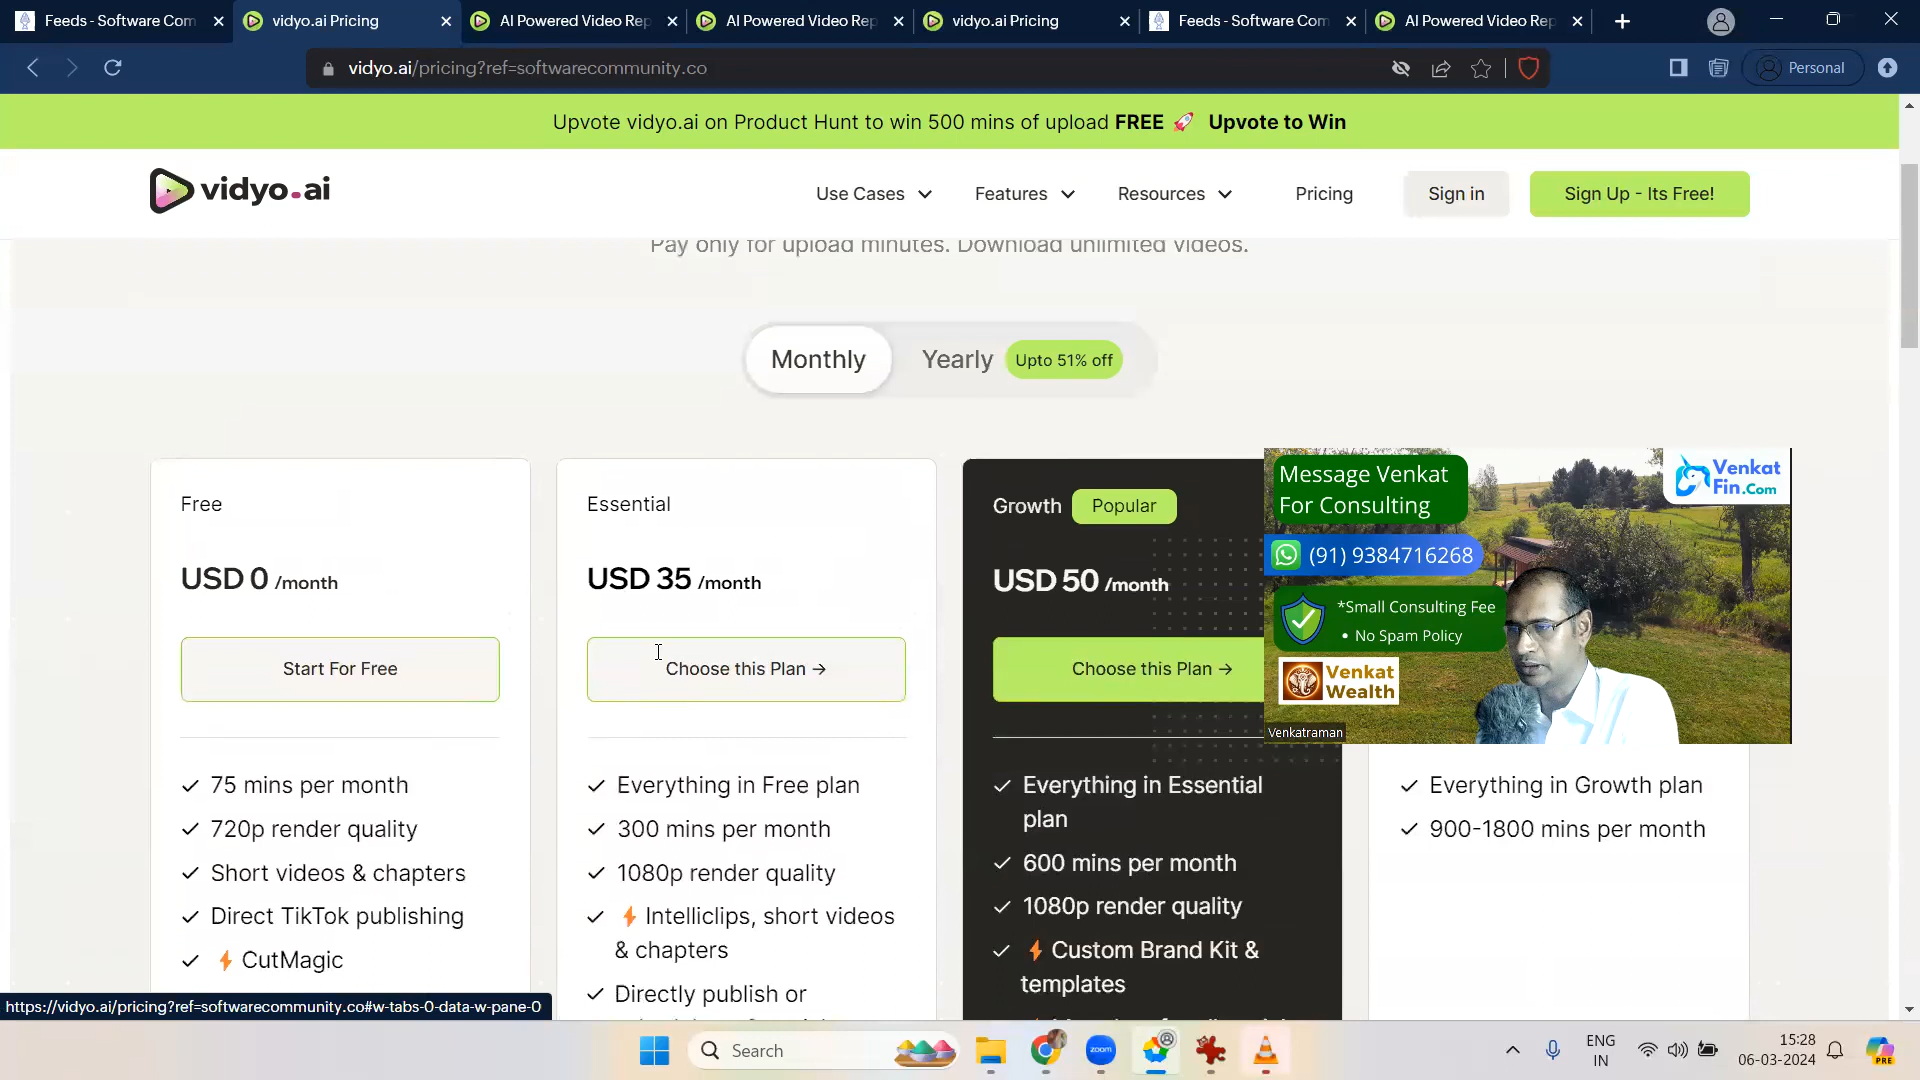 Feeds - Software Com
vidyo.ai Pricing
AI Powered Video Rep
AI Powered Video Rep
vidyo.ai Pricing
Feeds - Software Com
AI Powered Video Rep
vidyo.ai/pricing?ref=softwarecommunity.co
Personal
Upvote vidyo.ai on Product Hunt to win 500 mins of upload FREE 🚀 Upvote to Win
vidyo.ai
Use Cases
Features
Resources
Pricing
Sign in
Sign Up - Its Free!
Pay only for upload minutes. Download unlimited videos.
Monthly
Yearly
Upto 51% off
Free
USD 0 /month
Start For Free
75 mins per month
720p render quality
Short videos & chapters
Direct TikTok publishing
⚡ CutMagic
Essential
USD 35 /month
Choose this Plan →
Everything in Free plan
300 mins per month
1080p render quality
⚡ Intelliclips, short videos
& chapters
Directly publish or
Growth
Popular
USD 50 /month
Choose this Plan →
Everything in Essential
plan
600 mins per month
1080p render quality
⚡ Custom Brand Kit &
templates
Message Venkat
For Consulting
(91) 9384716268
*Small Consulting Fee
• No Spam Policy
Venkat
Wealth
Venkat
Fin.Com
Venkatraman
Everything in Growth plan
900-1800 mins per month
https://vidyo.ai/pricing?ref=softwarecommunity.co#w-tabs-0-data-w-pane-0
Search
zoom
ENG
IN
15:28
06-03-2024
PRE